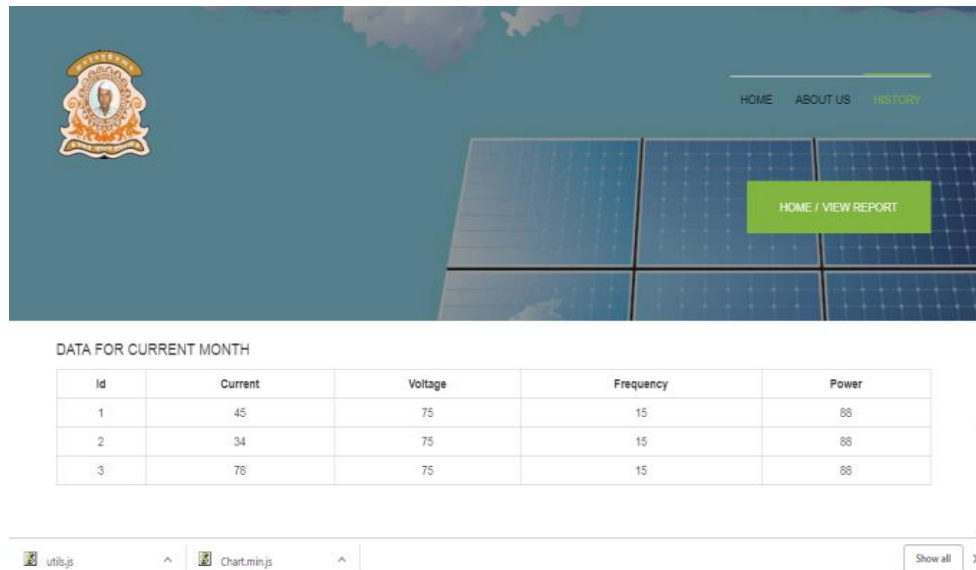 HOME ABOUT US HISTORY
HOME / VIEW REPORT
DATA FOR CURRENT MONTH
Id Current Voltage Frequency Power
1 45 75 15 88
2 34 75 15 88
3 78 75 15 88
utils.js Chart.min.js Show all